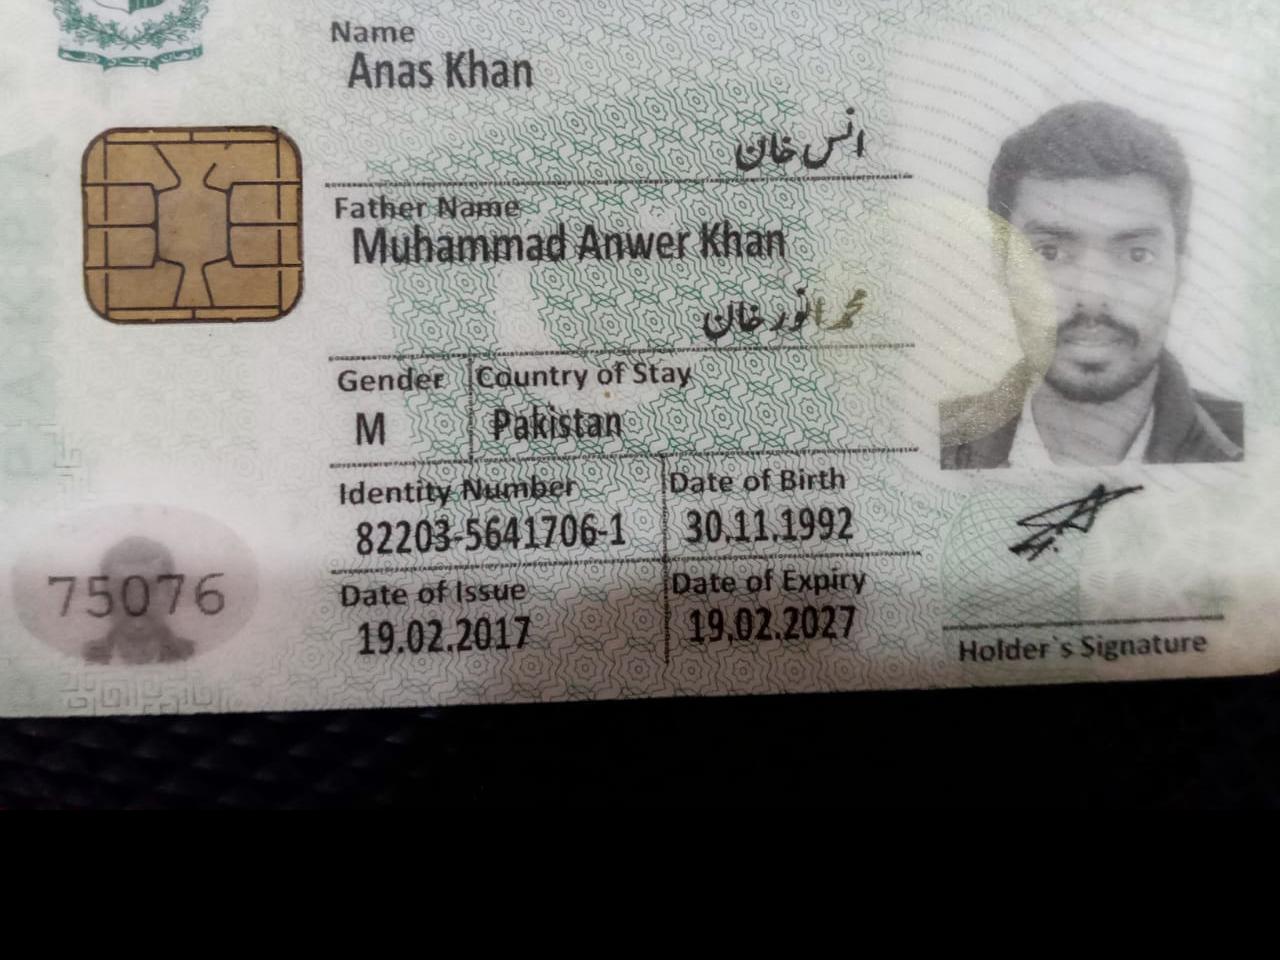 Name
Anas Khan
انس خان
Father Name
Muhammad Anwer Khan
محمد انور خان
Gender
Country of Stay
M
Pakistan
Identity Number
Date of Birth
82203-5641706-1
30.11.1992
Date of Issue
Date of Expiry
19.02.2017
19.02.2027
75076
Holder`s Signature